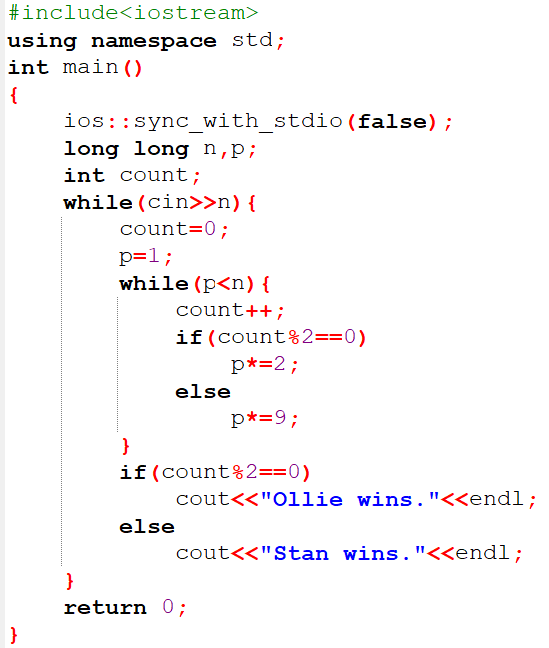 #include<iostream>
using namespace std;
int main()
{
    ios::sync_with_stdio(false);
    long long n,p;
    int count;
    while(cin>>n){
        count=0;
        p=1;
        while(p<n){
            count++;
            if(count%2==0)
                p*=2;
            else
                p*=9;
        }
        if(count%2==0)
            cout<<"Ollie wins."<<endl;
        else
            cout<<"Stan wins."<<endl;
    }
    return 0;
}